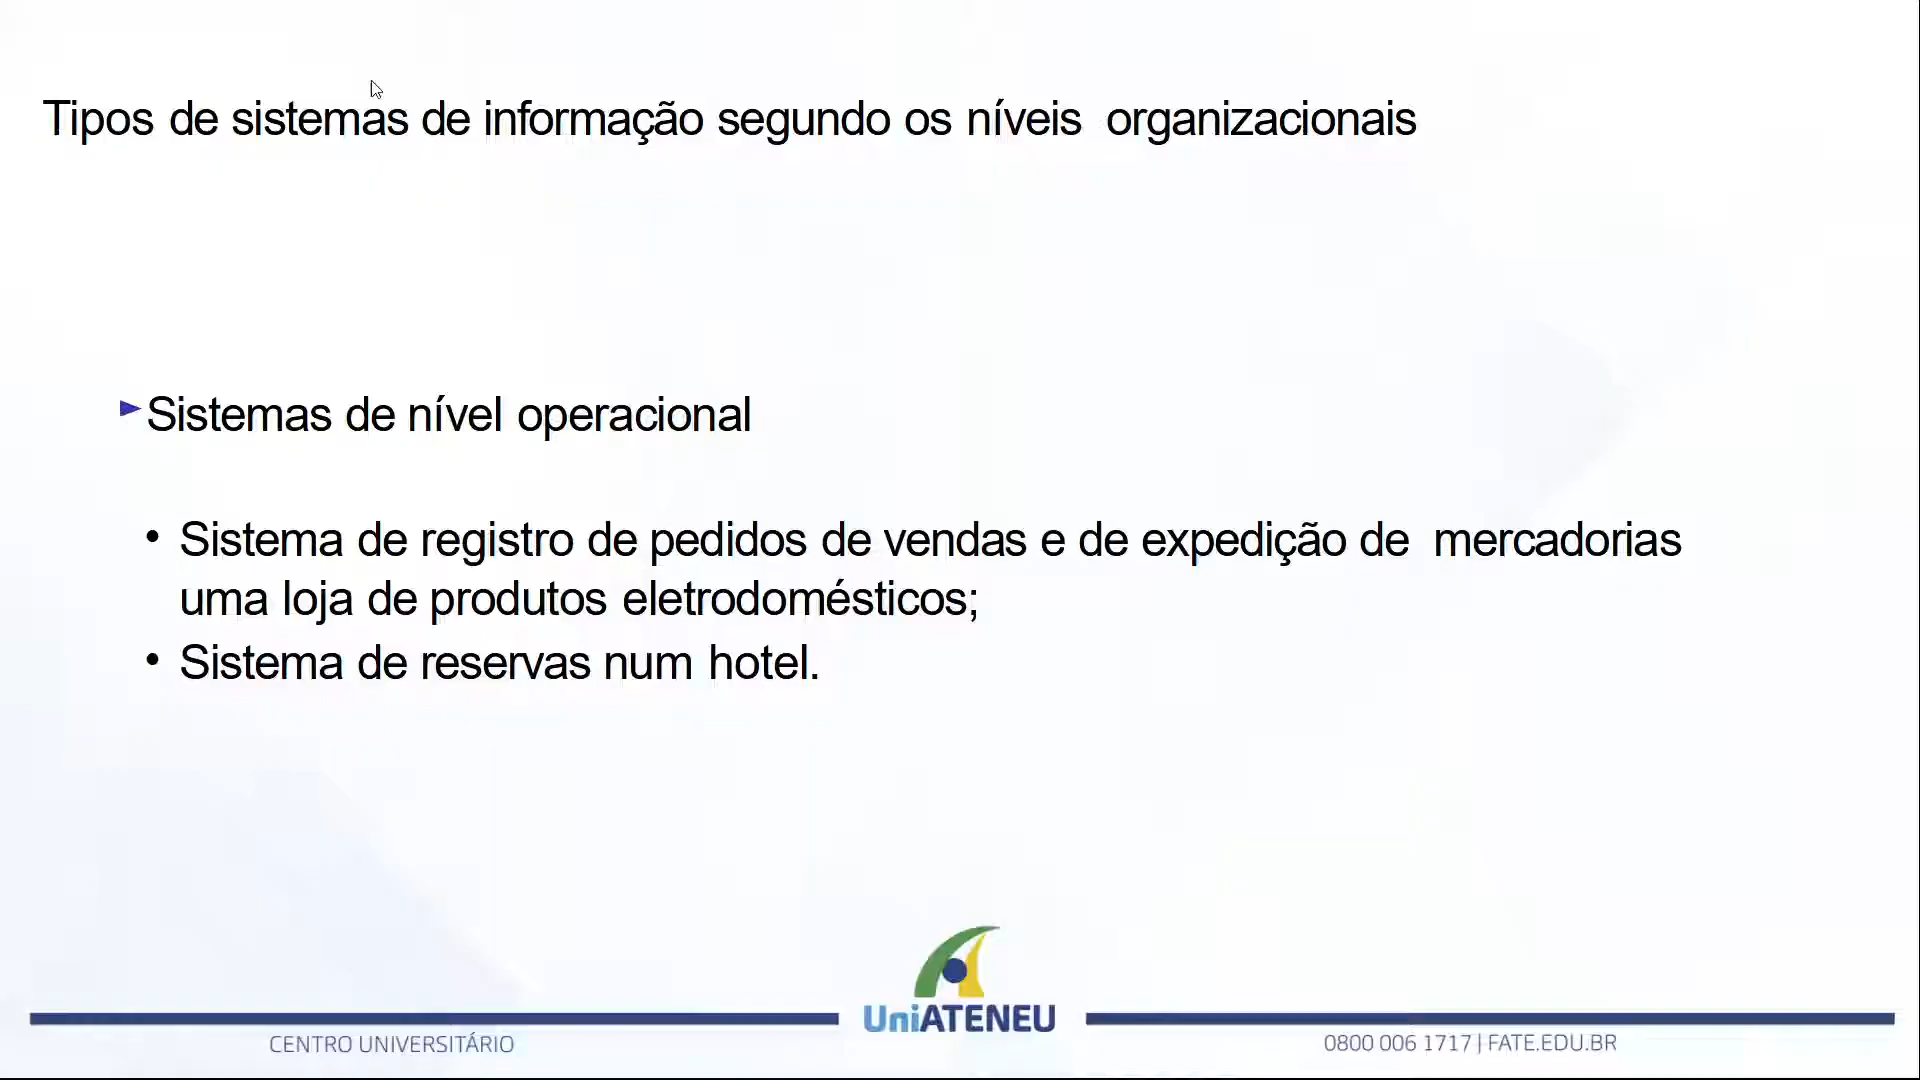 Tipos de sistemas de informação segundo os níveis organizacionais
Sistemas de nível operacional
• Sistema de registro de pedidos de vendas e de expedição de mercadorias
uma loja de produtos eletrodomésticos;
• Sistema de reservas num hotel.
UniATENEU
CENTRO UNIVERSITÁRIO
0800 006 1717 | FATE.EDU.BR